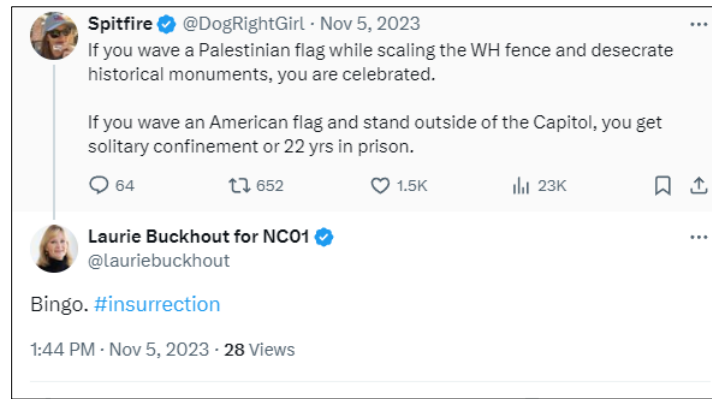 Spitfire @DogRightGirl · Nov 5, 2023
If you wave a Palestinian flag while scaling the WH fence and desecrate
historical monuments, you are celebrated.
If you wave an American flag and stand outside of the Capitol, you get
solitary confinement or 22 yrs in prison.
64 652 1.5K 23K
Laurie Buckhout for NC01
@lauriebuckhout
Bingo. #insurrection
1:44 PM · Nov 5, 2023 · 28 Views